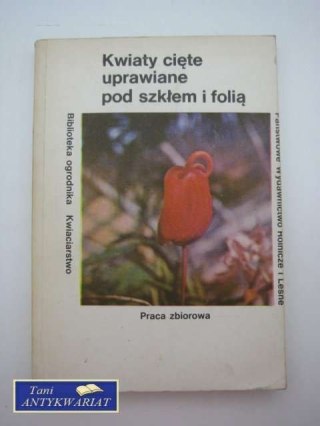 Kwiaty cięte
uprawiane
pod szkłem i folią
Biblioteka ogrodnika Kwiaciarstwo
Państwowe Wydawnictwo Rolnicze i Leśne
Praca zbiorowa
Tani
ANTYKWARIAT